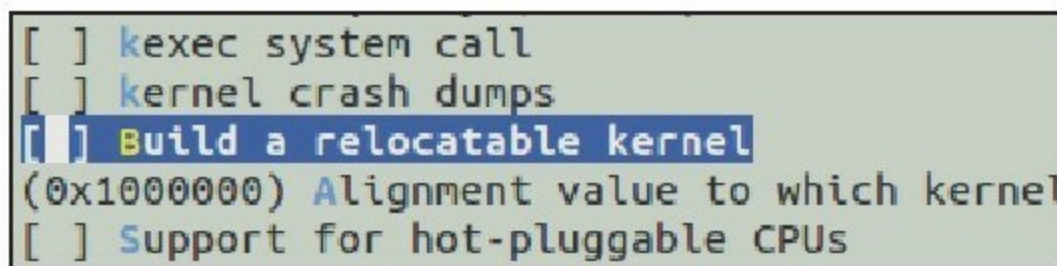 [ ] kexec system call
[ ] kernel crash dumps
[ ] Build a relocatable kernel
(0x1000000) Alignment value to which kernel
[ ] Support for hot-pluggable CPUs